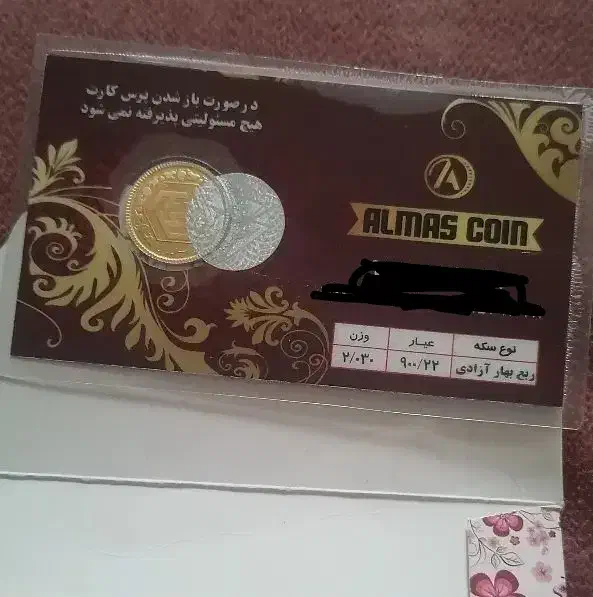 در صورت باز شدن پرس کارت
هیچ مسئولیتی پذیرفته نمی شود
ALMAS COIN
نوع سکه عیار وزن
ربع بهار آزادی ۹۰۰/۲۲ ۲/۰۳۰